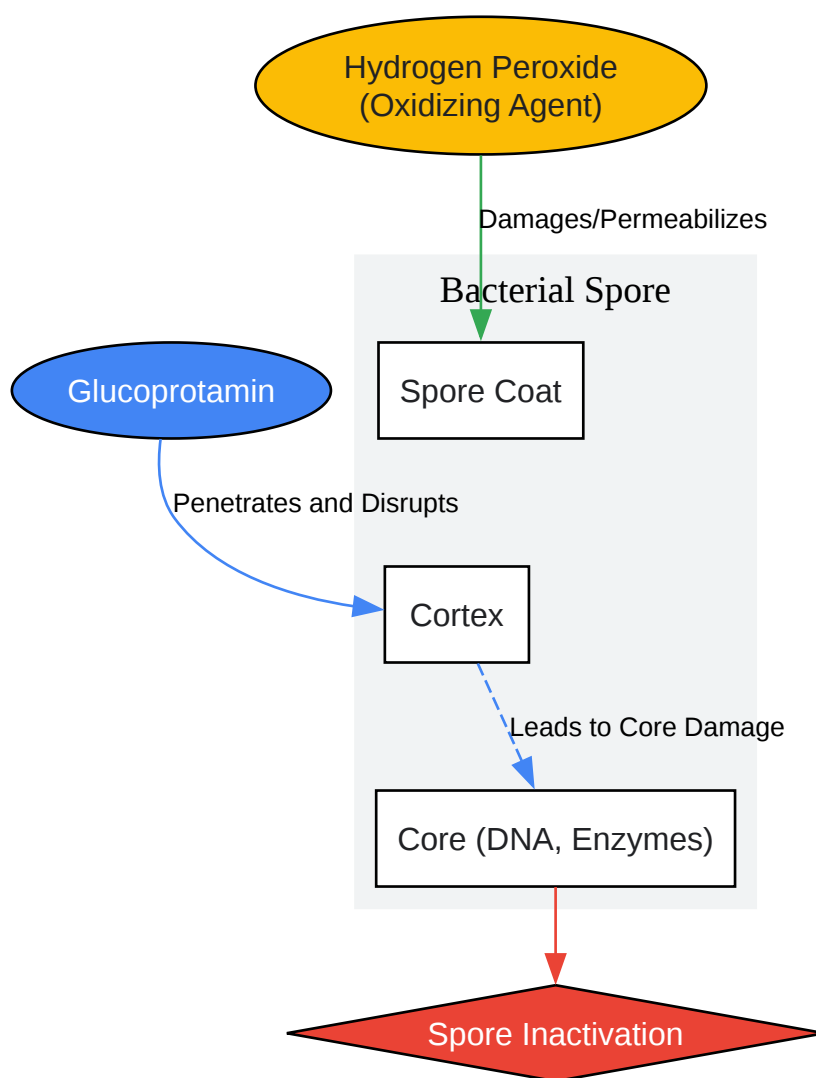 Hydrogen Peroxide
(Oxidizing Agent)
Damages/Permeabilizes
Bacterial Spore
Spore Coat
Glucoprotamin
Penetrates and Disrupts
Cortex
Leads to Core Damage
Core (DNA, Enzymes)
Spore Inactivation